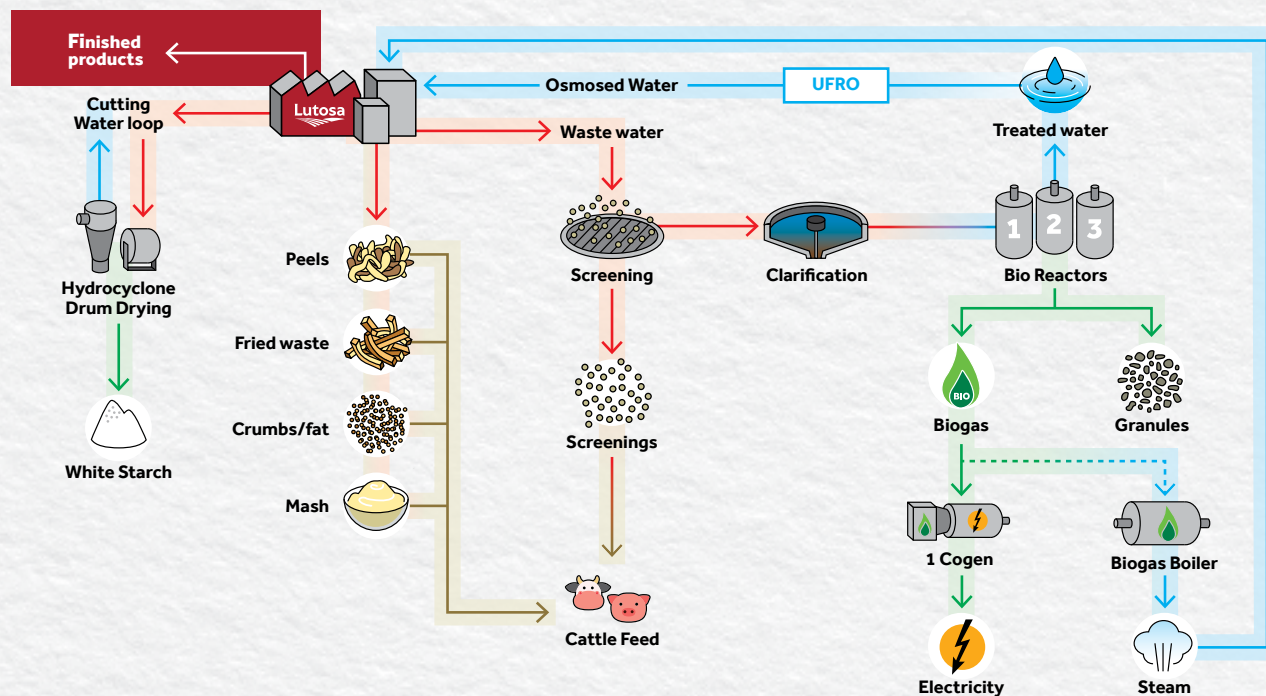 Finished
products
Cutting
Water loop
Lutosa
Osmosed Water
UFRO
Waste water
Treated water
1
2
3
Hydrocyclone
Drum Drying
Peels
Screening
Clarification
Bio Reactors
Fried waste
BIO
Crumbs/fat
Screenings
Biogas
Granules
White Starch
Mash
1 Cogen
Biogas Boiler
Cattle Feed
Electricity
Steam